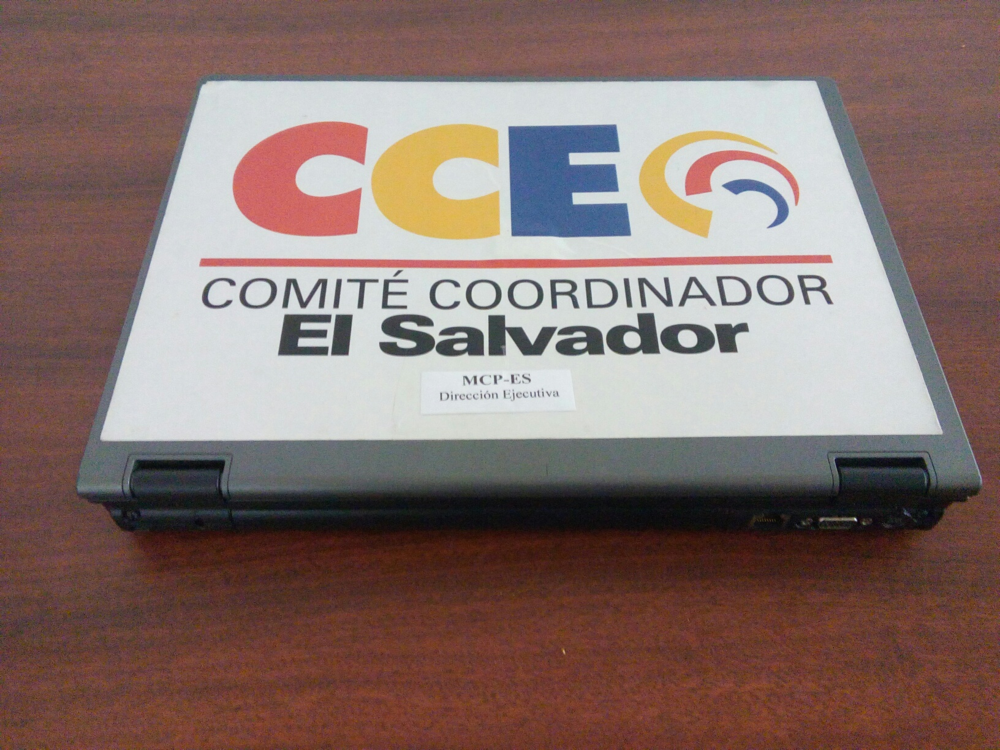 CCE
COMITÉ COORDINADOR
El Salvador
MCP-ES
Dirección Ejecutiva